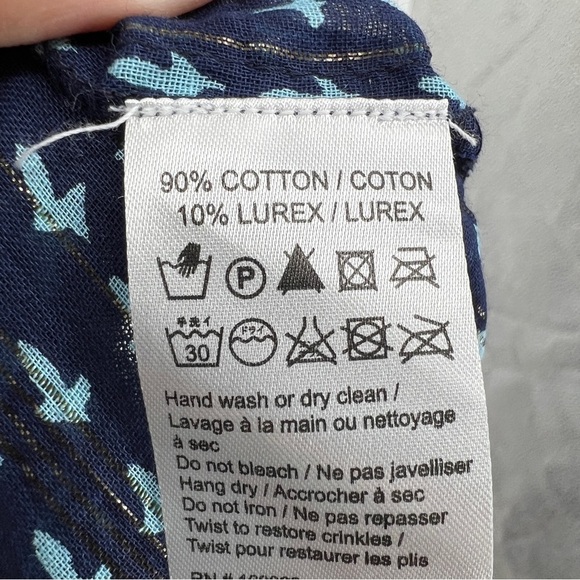 90% COTTON / COTON
10% LUREX / LUREX
P
手洗イ ドライ
30
Hand wash or dry clean /
Lavage à la main ou nettoyage
à sec
Do not bleach / Ne pas javelliser
Hang dry / Accrocher à sec
Do not iron / Ne pas repasser
Twist to restore crinkles /
Twist pour restaurer les plis
RN #